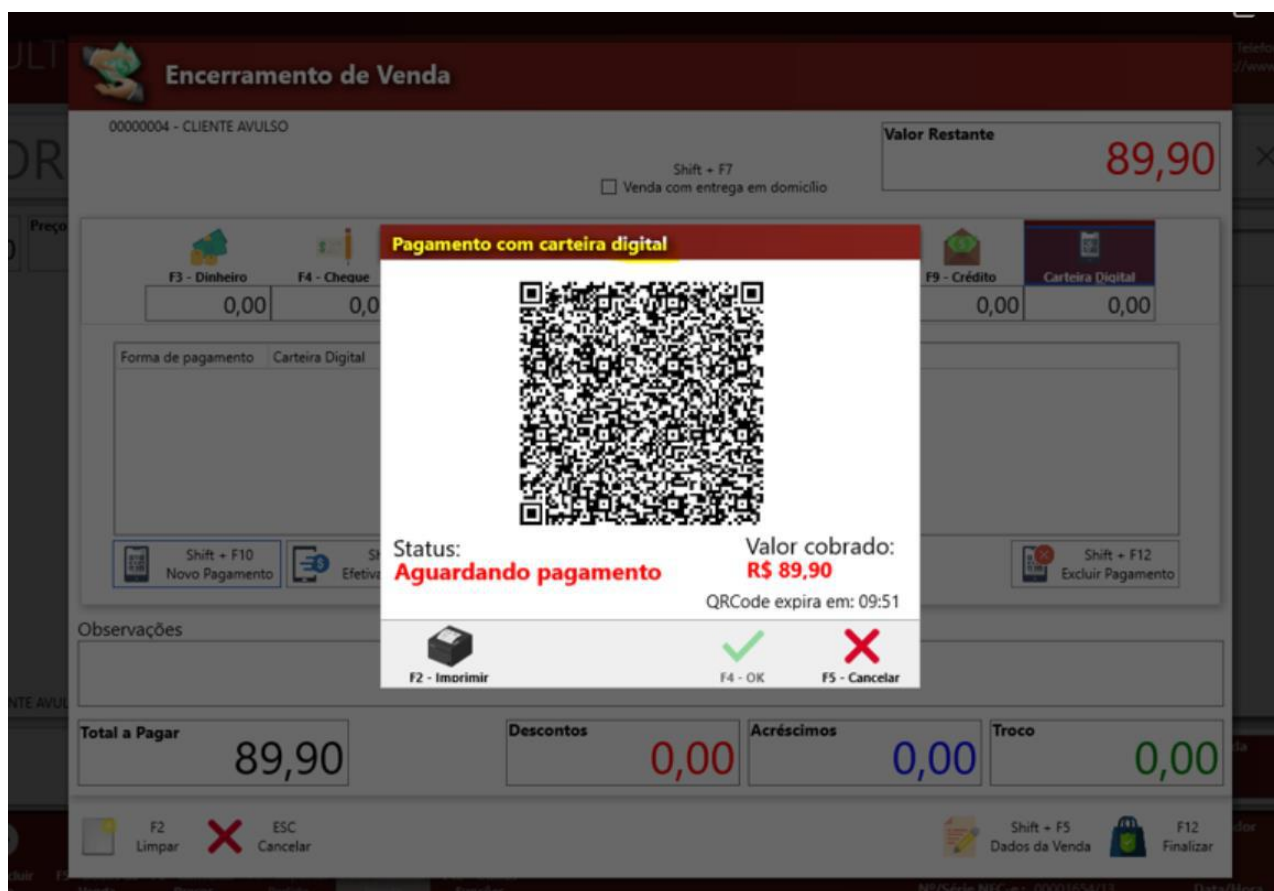 Encerramento de Venda
00000004 - CLIENTE AVULSO
Shift + F7
Venda com entrega em domicílio
Valor Restante
89,90
Preço
F3 - Dinheiro
F4 - Cheque
F9 - Crédito
Carteira Digital
0,00
0,0
0,00
0,00
Forma de pagamento
Carteira Digital
Pagamento com carteira digital
Status:
Aguardando pagamento
Valor cobrado:
R$ 89,90
QRCode expira em: 09:51
F2 - Imprimir
F4 - OK
F5 - Cancelar
Shift + F10
Novo Pagamento
Shift + F12
Excluir Pagamento
Observações
Total a Pagar
89,90
Descontos
0,00
Acréscimos
0,00
Troco
0,00
F2
Limpar
ESC
Cancelar
Shift + F5
Dados da Venda
F12
Finalizar